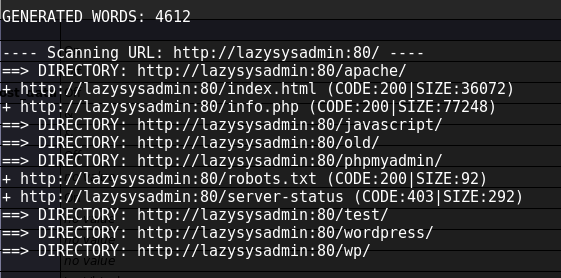 GENERATED WORDS: 4612
---- Scanning URL: http://lazysysadmin:80/ ----
==> DIRECTORY: http://lazysysadmin:80/apache/
+ http://lazysysadmin:80/index.html (CODE:200|SIZE:36072)
+ http://lazysysadmin:80/info.php (CODE:200|SIZE:77248)
==> DIRECTORY: http://lazysysadmin:80/javascript/
==> DIRECTORY: http://lazysysadmin:80/old/
==> DIRECTORY: http://lazysysadmin:80/phpmyadmin/
+ http://lazysysadmin:80/robots.txt (CODE:200|SIZE:92)
+ http://lazysysadmin:80/server-status (CODE:403|SIZE:292)
==> DIRECTORY: http://lazysysadmin:80/test/
==> DIRECTORY: http://lazysysadmin:80/wordpress/
==> DIRECTORY: http://lazysysadmin:80/wp/
no value